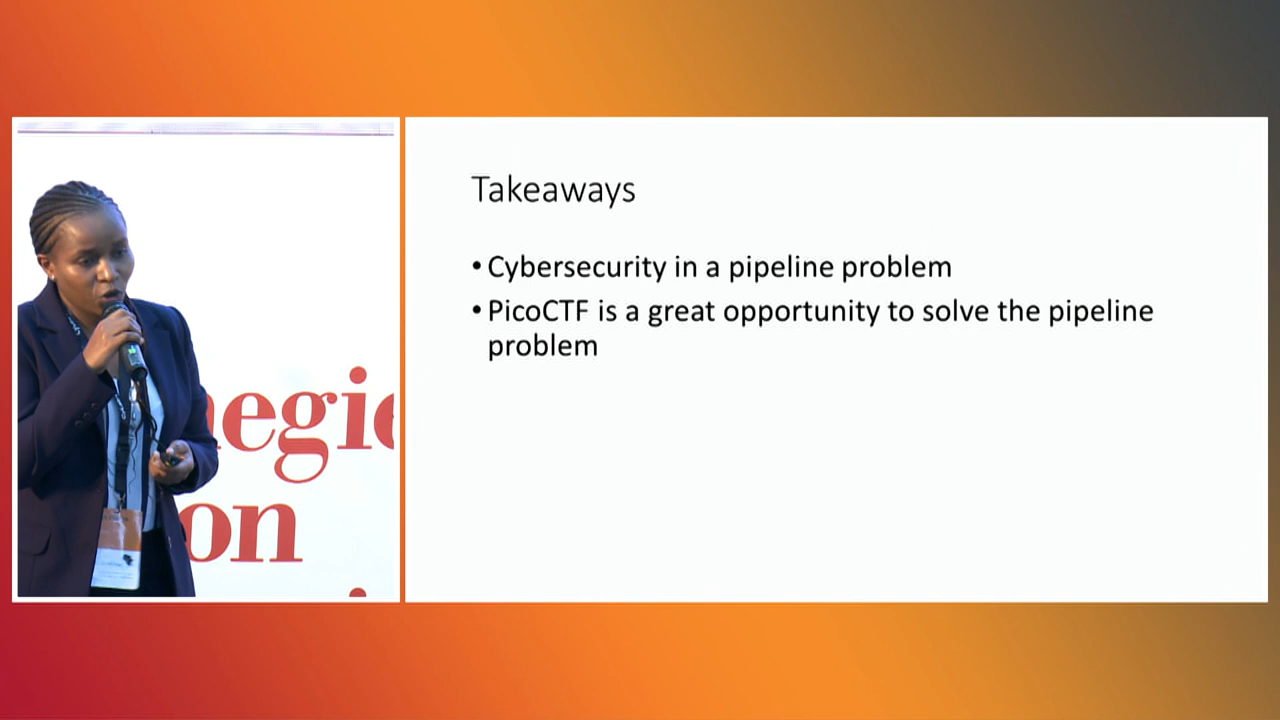 Takeaways
• Cybersecurity in a pipeline problem
• PicoCTF is a great opportunity to solve the pipeline
problem
negie
on